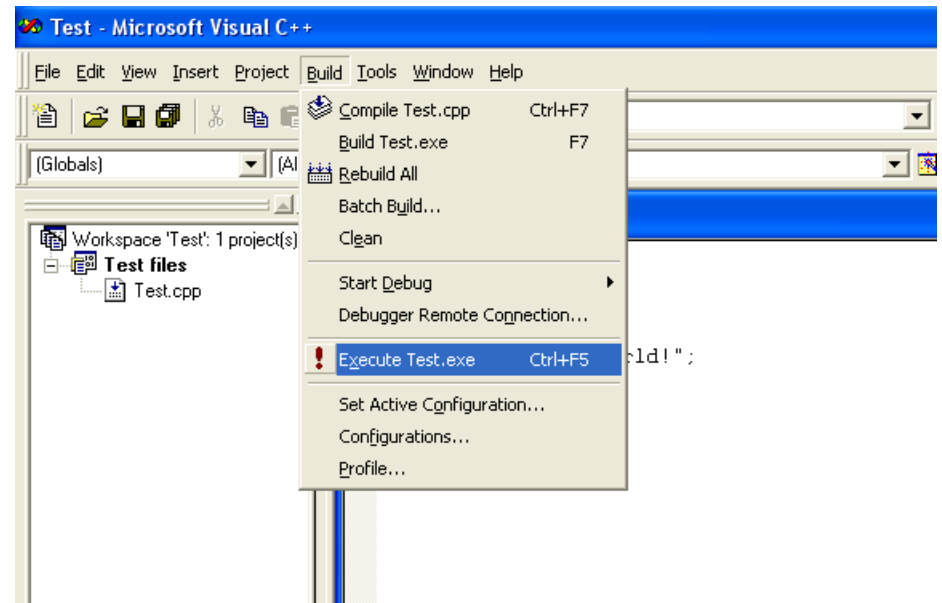 Test - Microsoft Visual C++
File Edit View Insert Project Build Tools Window Help
Compile Test.cpp Ctrl+F7
Build Test.exe F7
(Globals) (Al
Rebuild All
Batch Build...
Clean
Workspace 'Test': 1 project(s)
Test files
Test.cpp
Start Debug
Debugger Remote Connection...
Execute Test.exe Ctrl+F5
rld!";
Set Active Configuration...
Configurations...
Profile...